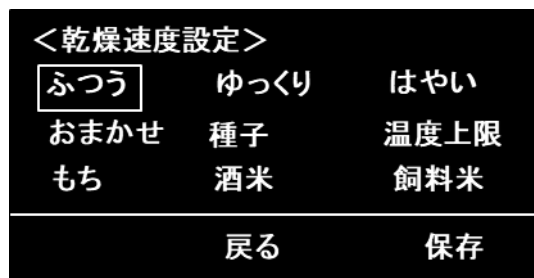 ＜乾燥速度設定＞
ふつう ゆっくり はやい
おまかせ 種子 温度上限
もち 酒米 飼料米
戻る 保存